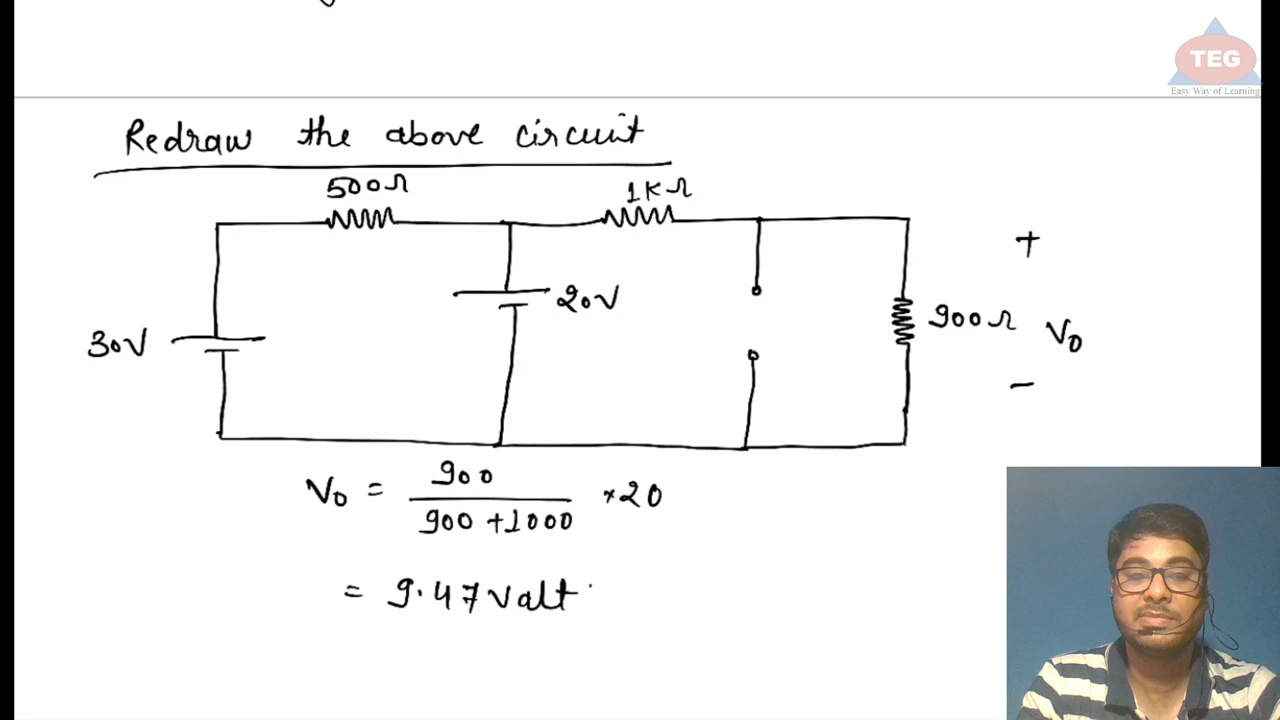 TEG
Easy Way of Learning
Redraw the above circuit
500Ω
1KΩ
30V
20V
900Ω
+
V₀
−
V₀ = 900 / 900 + 1000 × 20
= 9.47 Valt